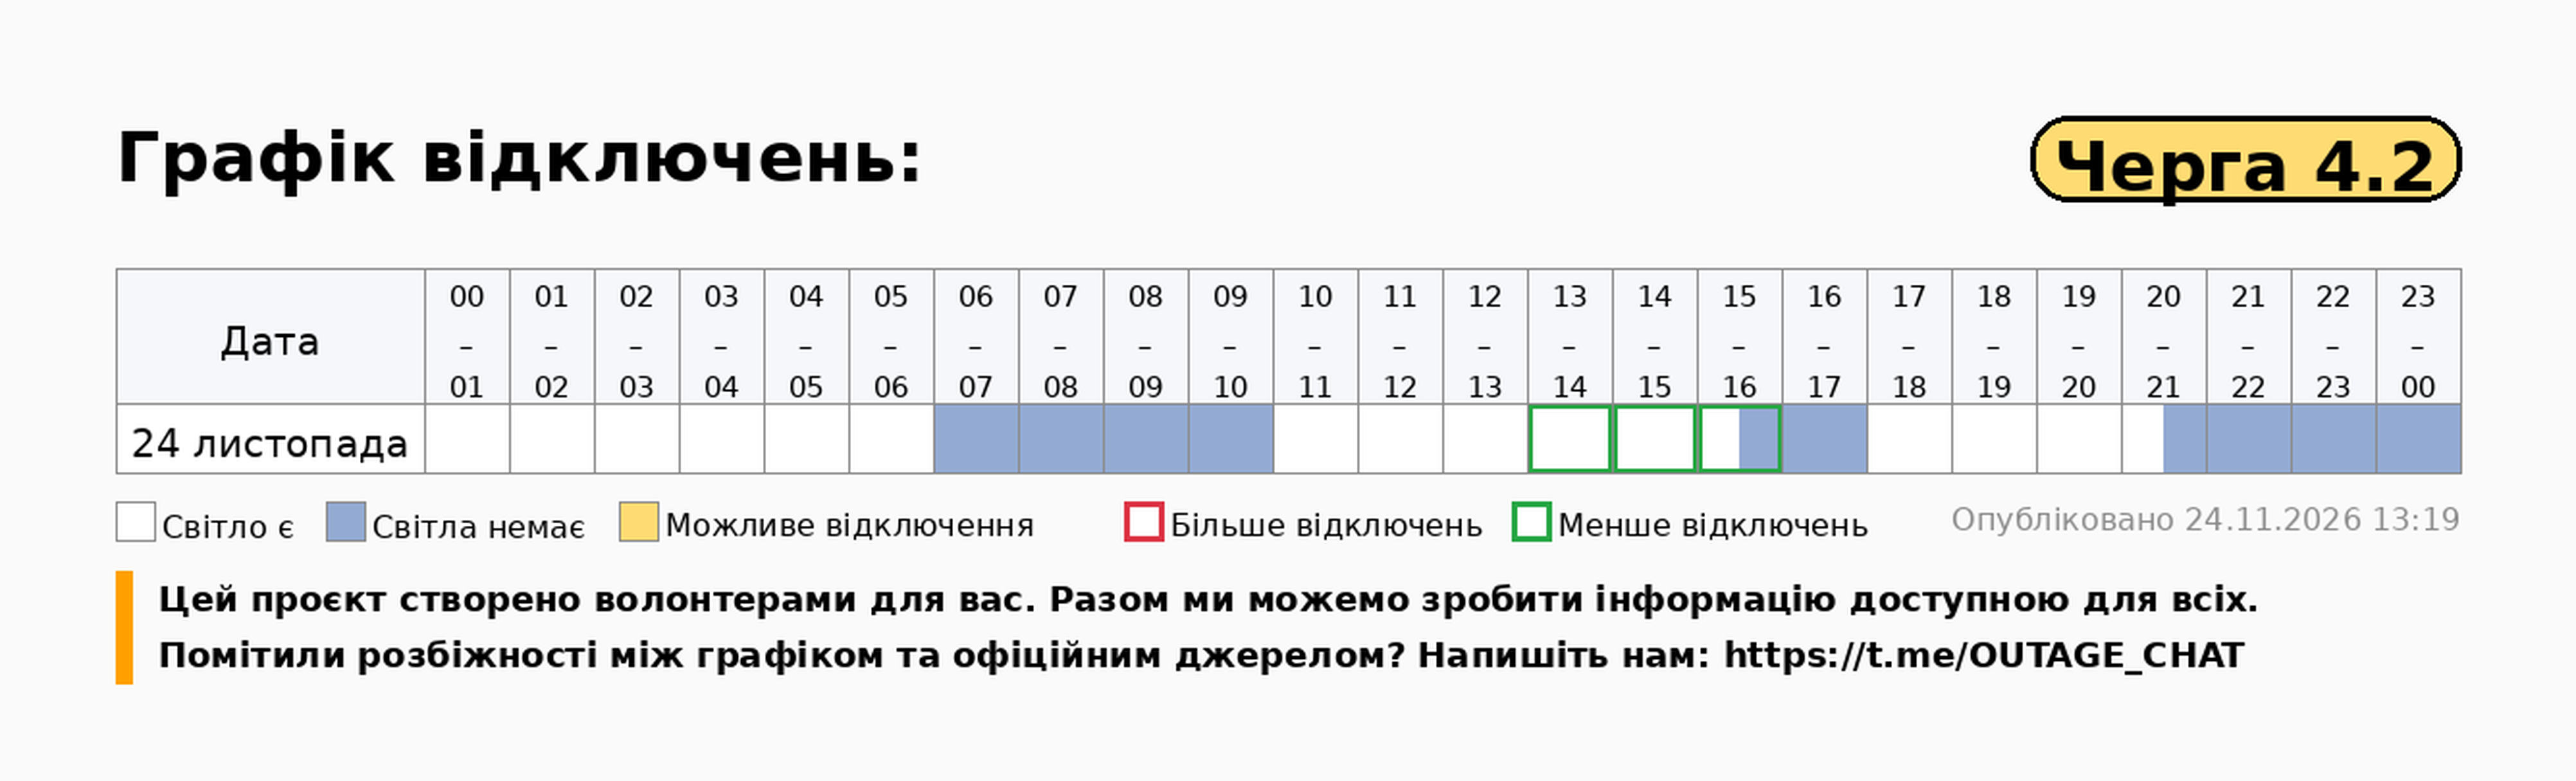 Графік відключень:
Черга 4.2
Дата
00 – 01
01 – 02
02 – 03
03 – 04
04 – 05
05 – 06
06 – 07
07 – 08
08 – 09
09 – 10
10 – 11
11 – 12
12 – 13
13 – 14
14 – 15
15 – 16
16 – 17
17 – 18
18 – 19
19 – 20
20 – 21
21 – 22
22 – 23
23 – 00
24 листопада
Світло є
Світла немає
Можливе відключення
Більше відключень
Менше відключень
Опубліковано 24.11.2026 13:19
Цей проєкт створено волонтерами для вас. Разом ми можемо зробити інформацію доступною для всіх.
Помітили розбіжності між графіком та офіційним джерелом? Напишіть нам: https://t.me/OUTAGE_CHAT